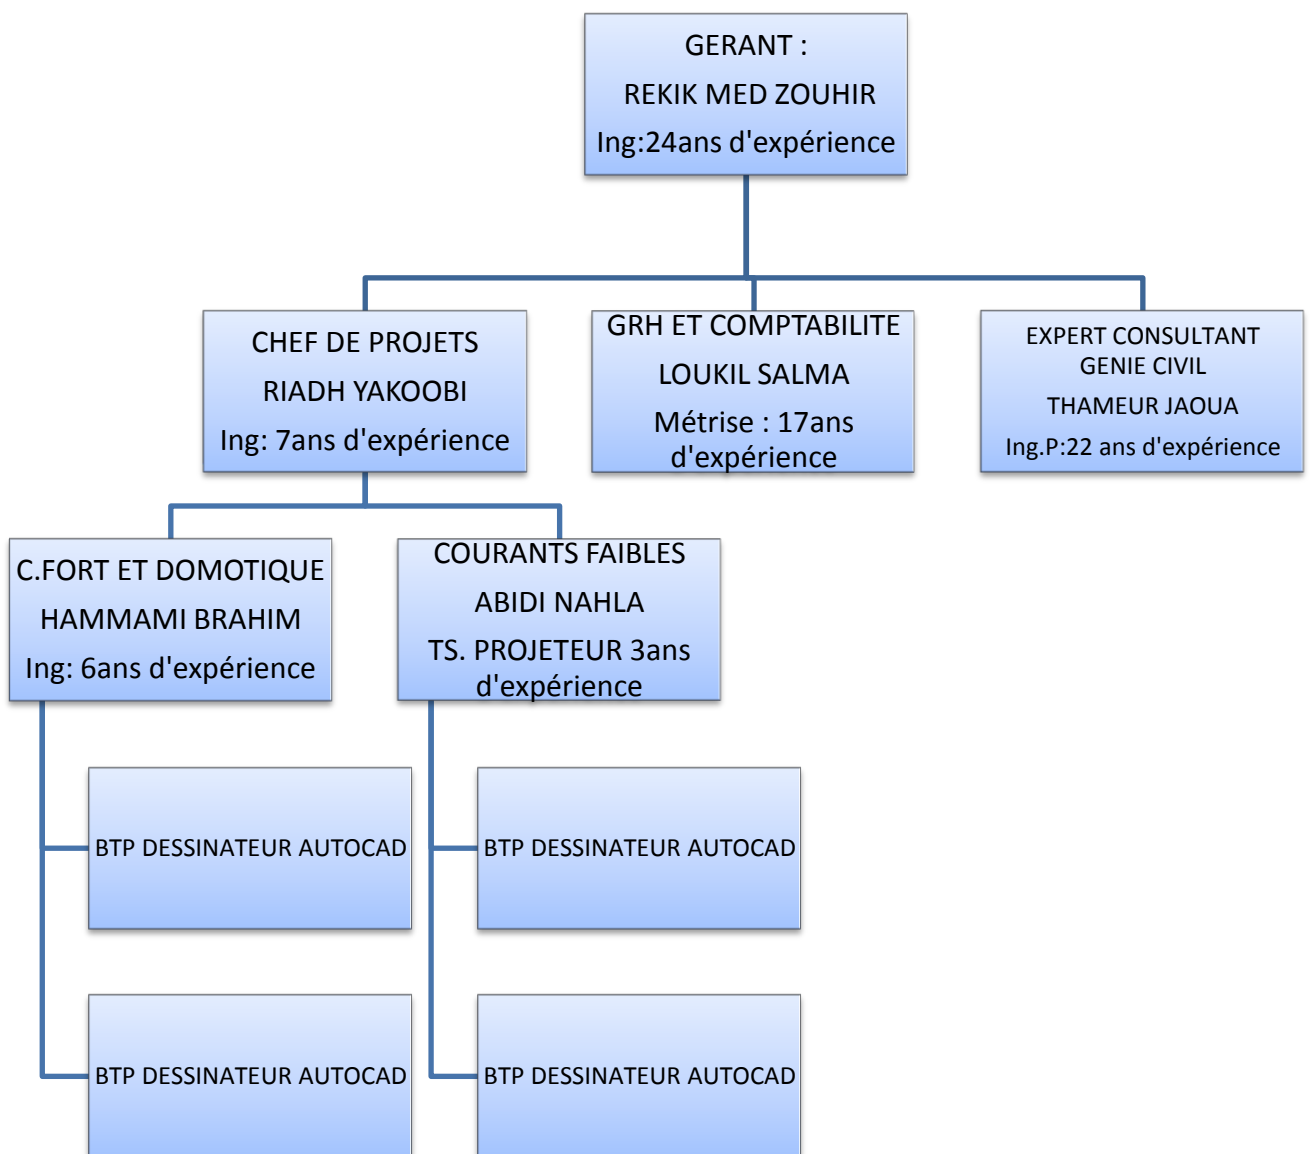 GERANT :
REKIK MED ZOUHIR
Ing:24ans d'expérience
CHEF DE PROJETS
RIADH YAKOOBI
Ing: 7ans d'expérience
GRH ET COMPTABILITE
LOUKIL SALMA
Métrise : 17ans
d'expérience
EXPERT CONSULTANT
GENIE CIVIL
THAMEUR JAOUA
Ing.P:22 ans d'expérience
C.FORT ET DOMOTIQUE
HAMMAMI BRAHIM
Ing: 6ans d'expérience
COURANTS FAIBLES
ABIDI NAHLA
TS. PROJETEUR 3ans
d'expérience
BTP DESSINATEUR AUTOCAD
BTP DESSINATEUR AUTOCAD
BTP DESSINATEUR AUTOCAD
BTP DESSINATEUR AUTOCAD